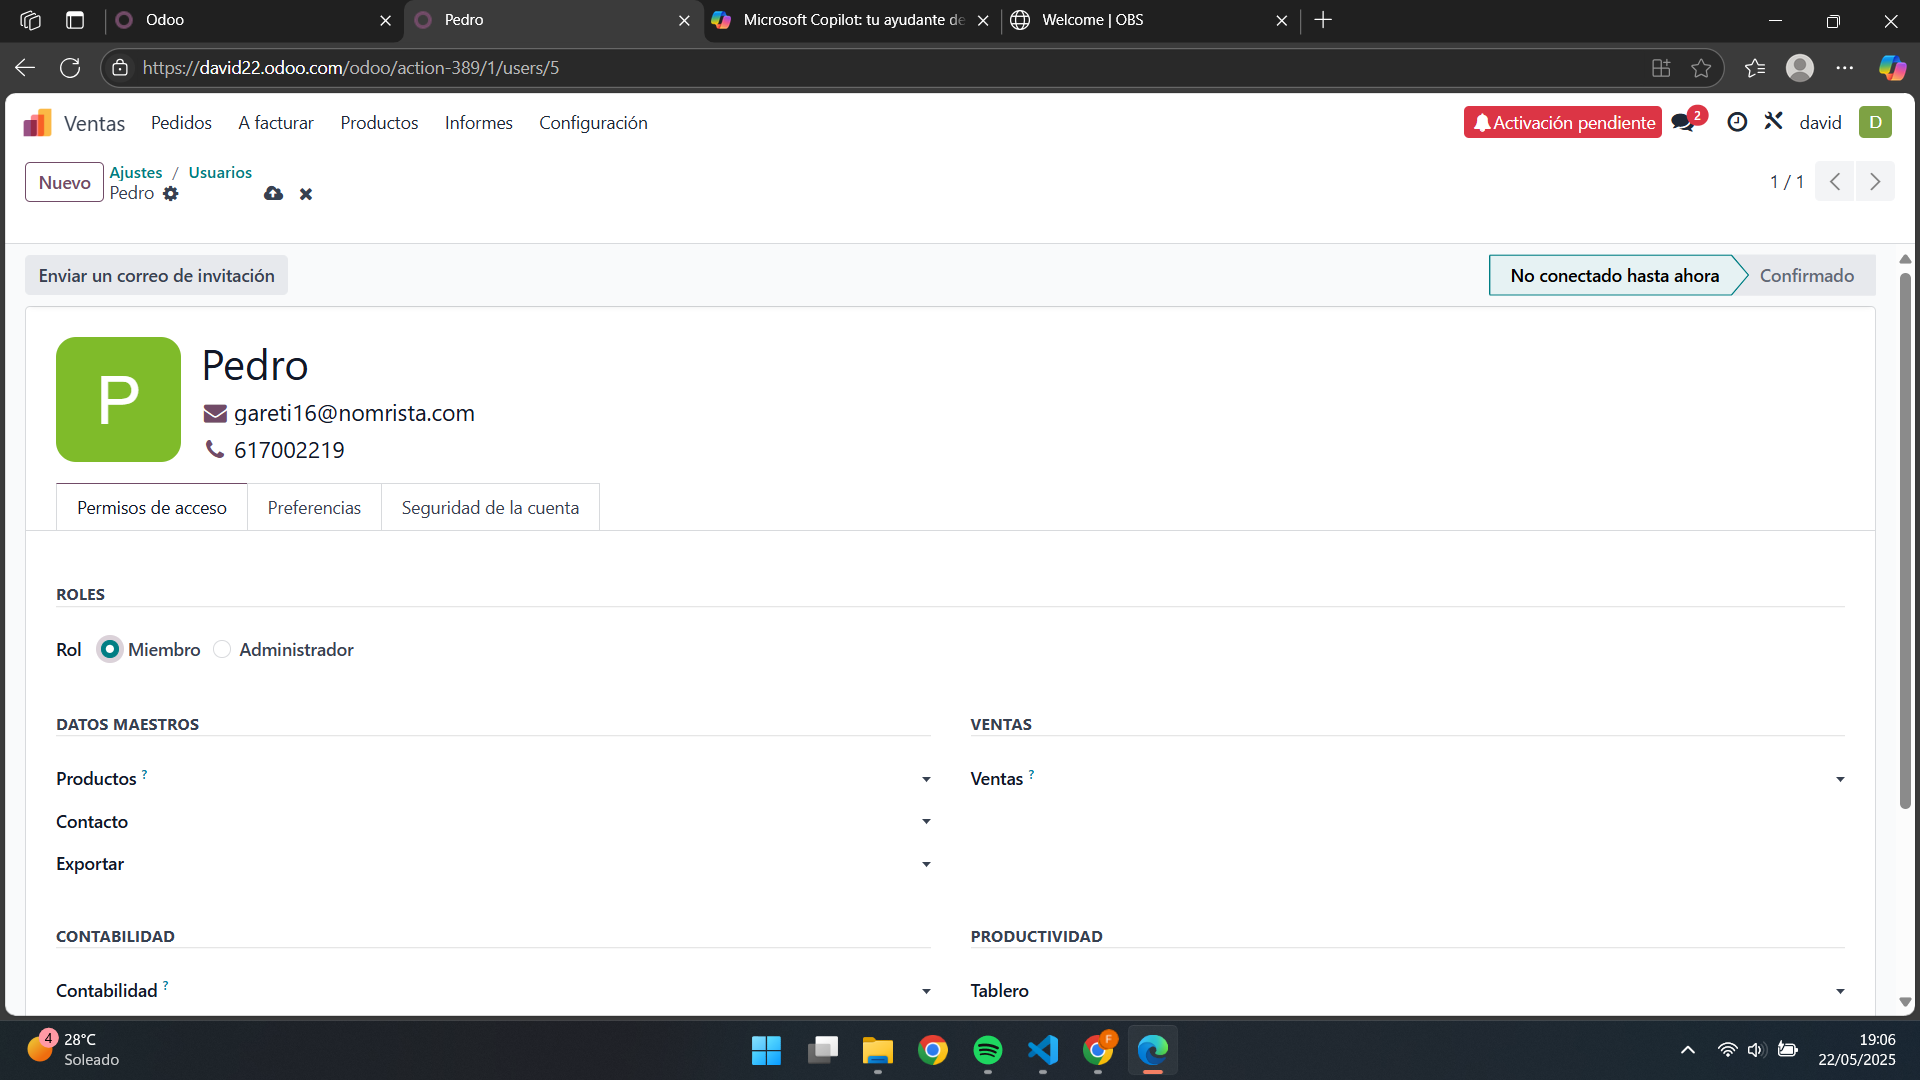 Odoo
Pedro
Microsoft Copilot: tu ayudante de
Welcome | OBS
https://david22.odoo.com/odoo/action-389/1/users/5
Ventas Pedidos A facturar Productos Informes Configuración
Activación pendiente 2 david D
Nuevo
Ajustes / Usuarios
Pedro
1 / 1
Enviar un correo de invitación
No conectado hasta ahora Confirmado
P
Pedro
gareti16@nomrista.com
617002219
Permisos de acceso Preferencias Seguridad de la cuenta
ROLES
Rol Miembro Administrador
DATOS MAESTROS VENTAS
Productos ? Ventas ?
Contacto
Exportar
CONTABILIDAD PRODUCTIVIDAD
Contabilidad ? Tablero
4 28°C
Soleado
F
19:06
22/05/2025